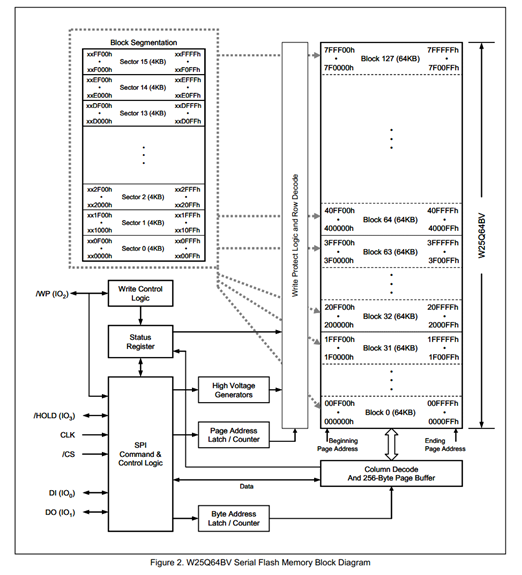 Block Segmentation
xxFF00h xxFFFFh
• Sector 15 (4KB) •
xxF000h xxF0FFh
xxEF00h xxEFFFh
• Sector 14 (4KB) •
xxE000h xxE0FFh
xxDF00h xxDFFFh
• Sector 13 (4KB) •
xxD000h xxD0FFh
xx2F00h xx2FFFh
• Sector 2 (4KB) •
xx2000h xx20FFh
xx1F00h xx1FFFh
• Sector 1 (4KB) •
xx1000h xx10FFh
xx0F00h xx0FFFh
• Sector 0 (4KB) •
xx0000h xx00FFh
Write Protect Logic and Row Decode
7FFF00h 7FFFFFh
• Block 127 (64KB) •
7F0000h 7F00FFh
40FF00h 40FFFFh
• Block 64 (64KB) •
400000h 4000FFh
3FFF00h 3FFFFFh
• Block 63 (64KB) •
3F0000h 3F00FFh
20FF00h 20FFFFh
• Block 32 (64KB) •
200000h 2000FFh
1FFF00h 1FFFFFh
• Block 31 (64KB) •
1F0000h 1F00FFh
00FF00h 00FFFFh
• Block 0 (64KB) •
000000h 0000FFh
W25Q64BV
Beginning
Page Address
Ending
Page Address
/WP (IO2)
Write Control
Logic
Status
Register
High Voltage
Generators
/HOLD (IO3)
CLK
/CS
SPI
Command &
Control Logic
Page Address
Latch / Counter
Column Decode
And 256-Byte Page Buffer
Data
DI (IO0)
DO (IO1)
Byte Address
Latch / Counter
Figure 2. W25Q64BV Serial Flash Memory Block Diagram